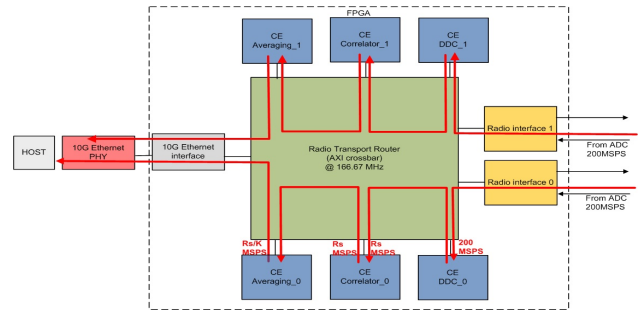 FPGA
CE
Averaging_1
CE
Correlator_1
CE
DDC_1
HOST
10G Ethernet
PHY
10G Ethernet
interface
Radio Transport Router
(AXI crossbar)
@ 166.67 MHz
Radio interface 1
From ADC
200MSPS
Radio interface 0
From ADC
200MSPS
Rs/K
MSPS
Rs
MSPS
Rs
MSPS
200
MSPS
CE
Averaging_0
CE
Correlator_0
CE
DDC_0